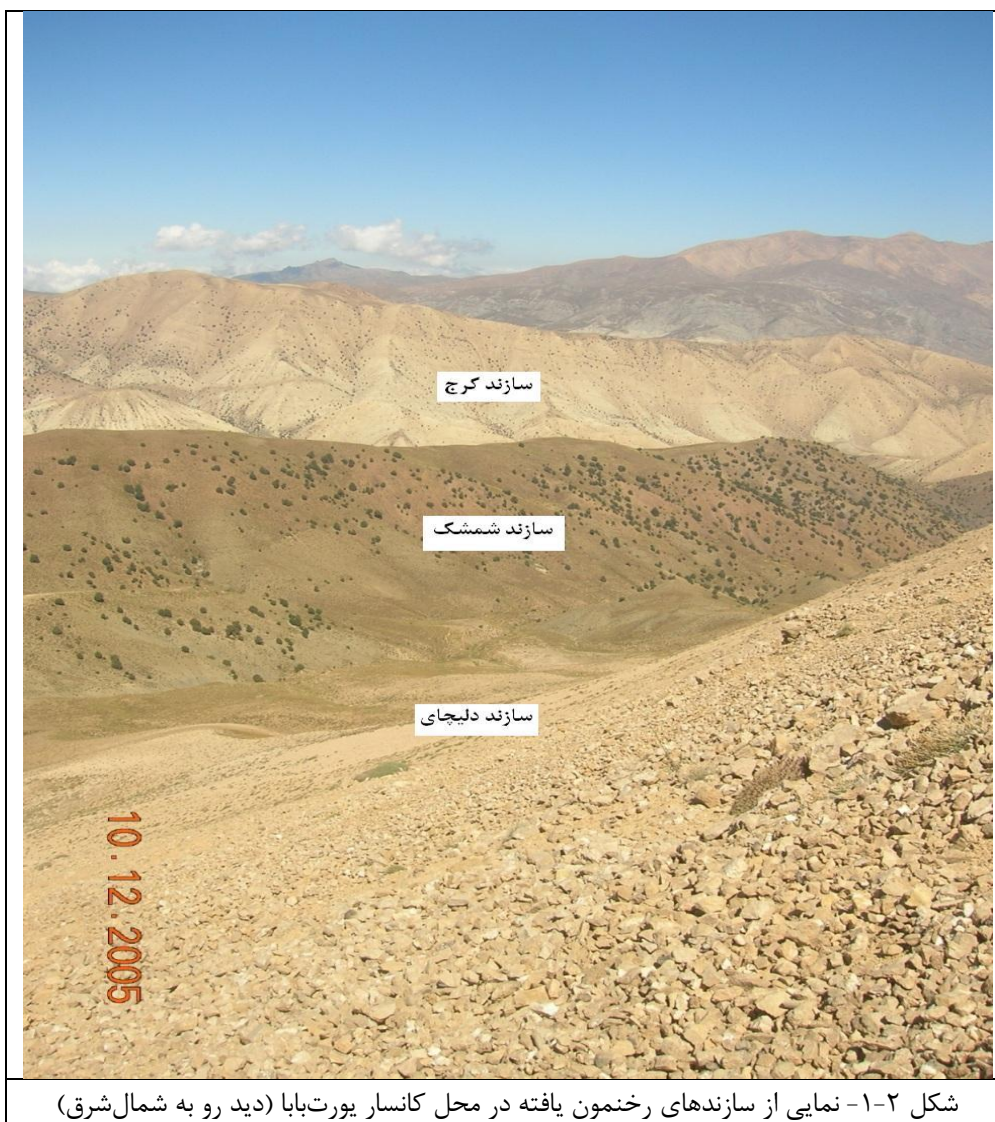 سازند کرج
سازند شمشک
سازند دلیچای
10.12.2005
شکل ۲-۱- نمایی از سازندهای رخنمون یافته در محل کانسار یورت‌بابا (دید رو به شمال‌شرق)